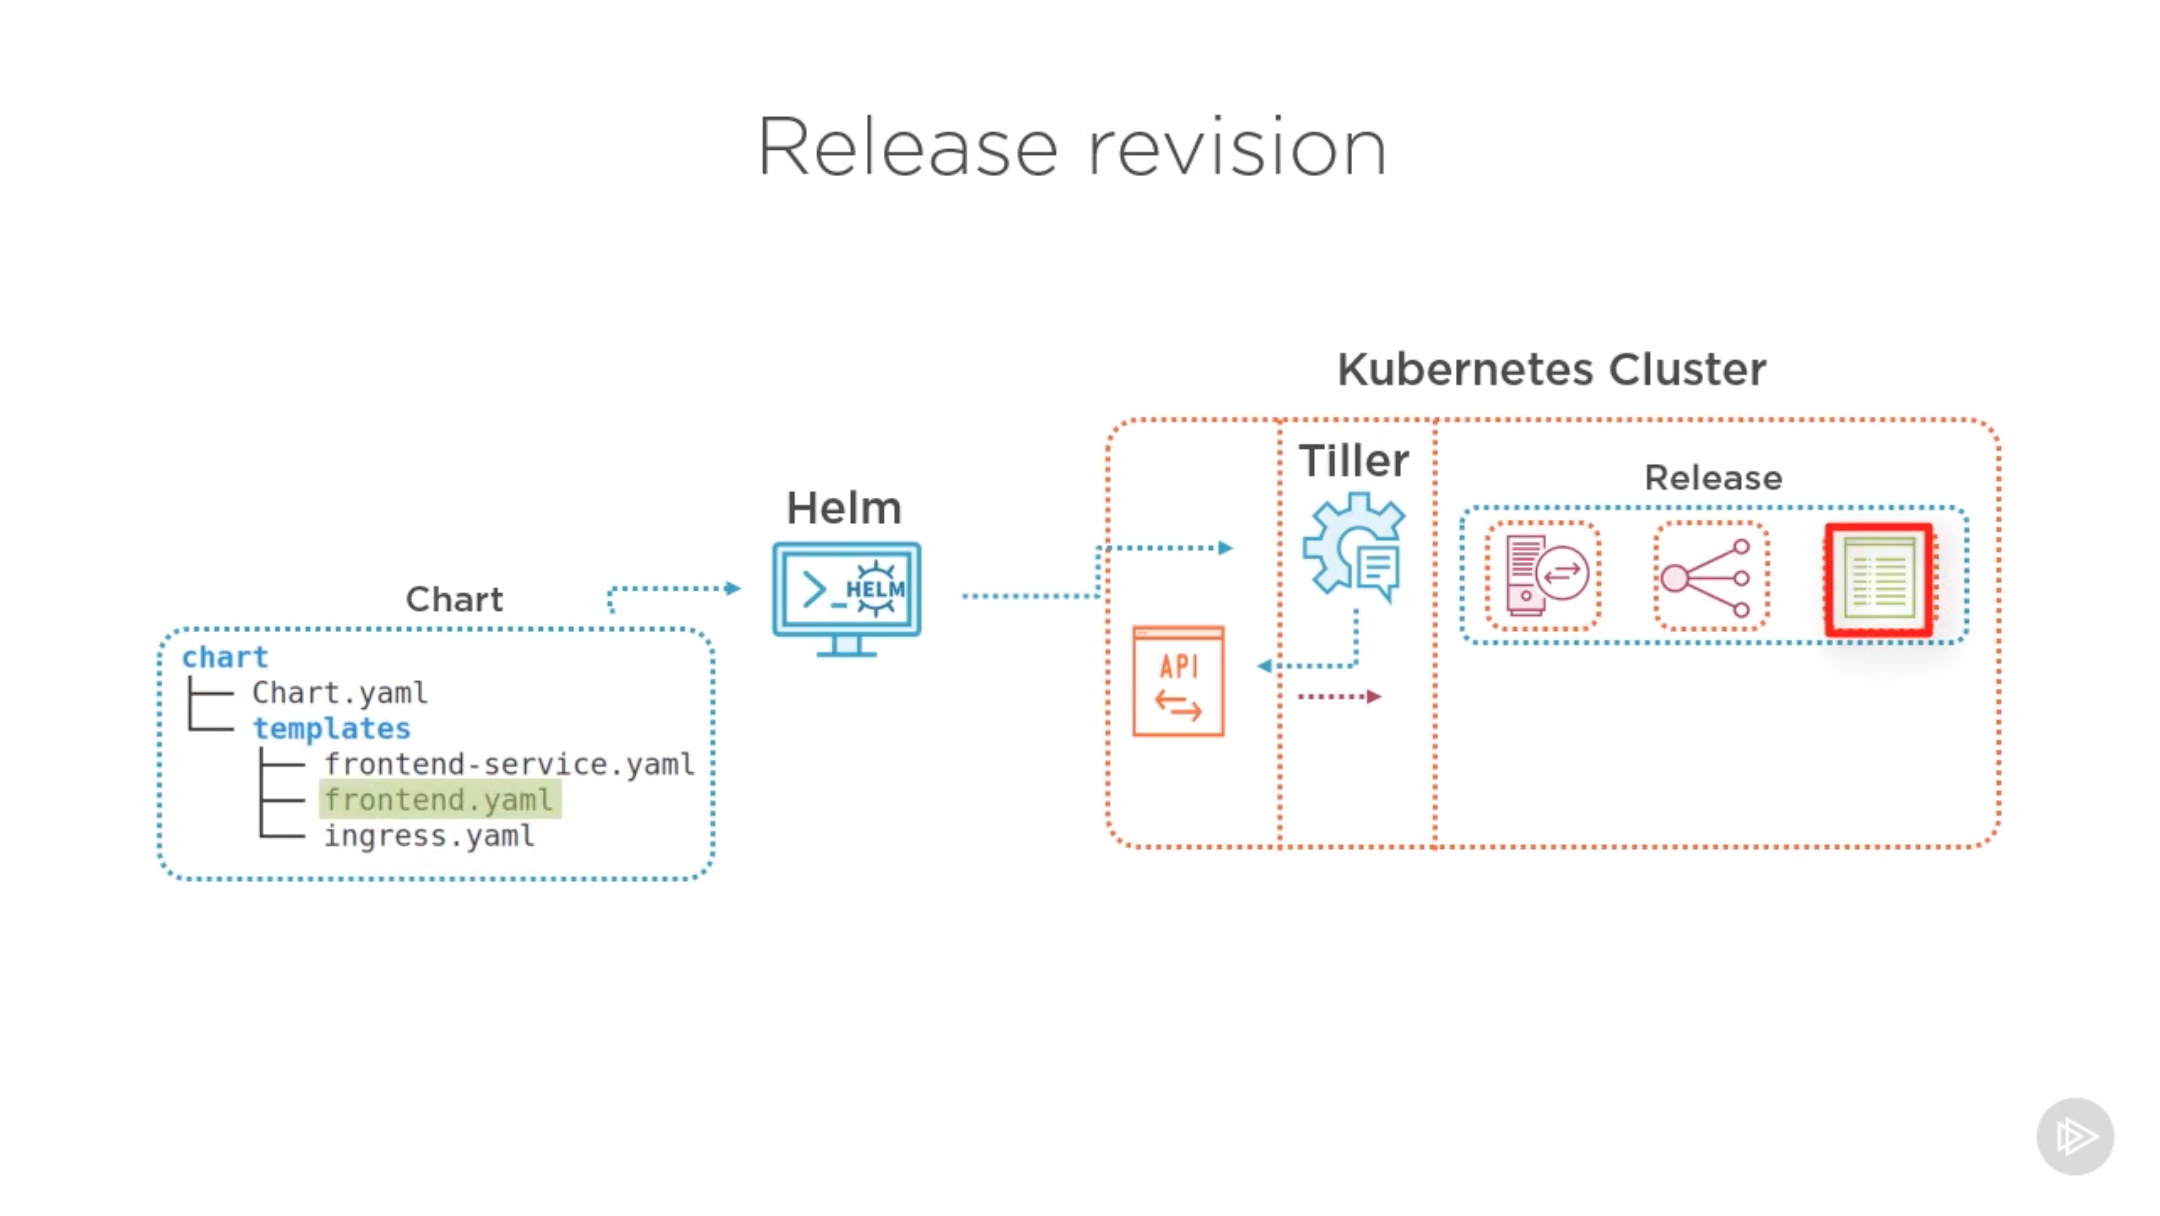 Release revision
Kubernetes Cluster
Tiller
Release
Helm
>_HELM
API
Chart
chart
Chart.yaml
templates
frontend-service.yaml
frontend.yaml
ingress.yaml